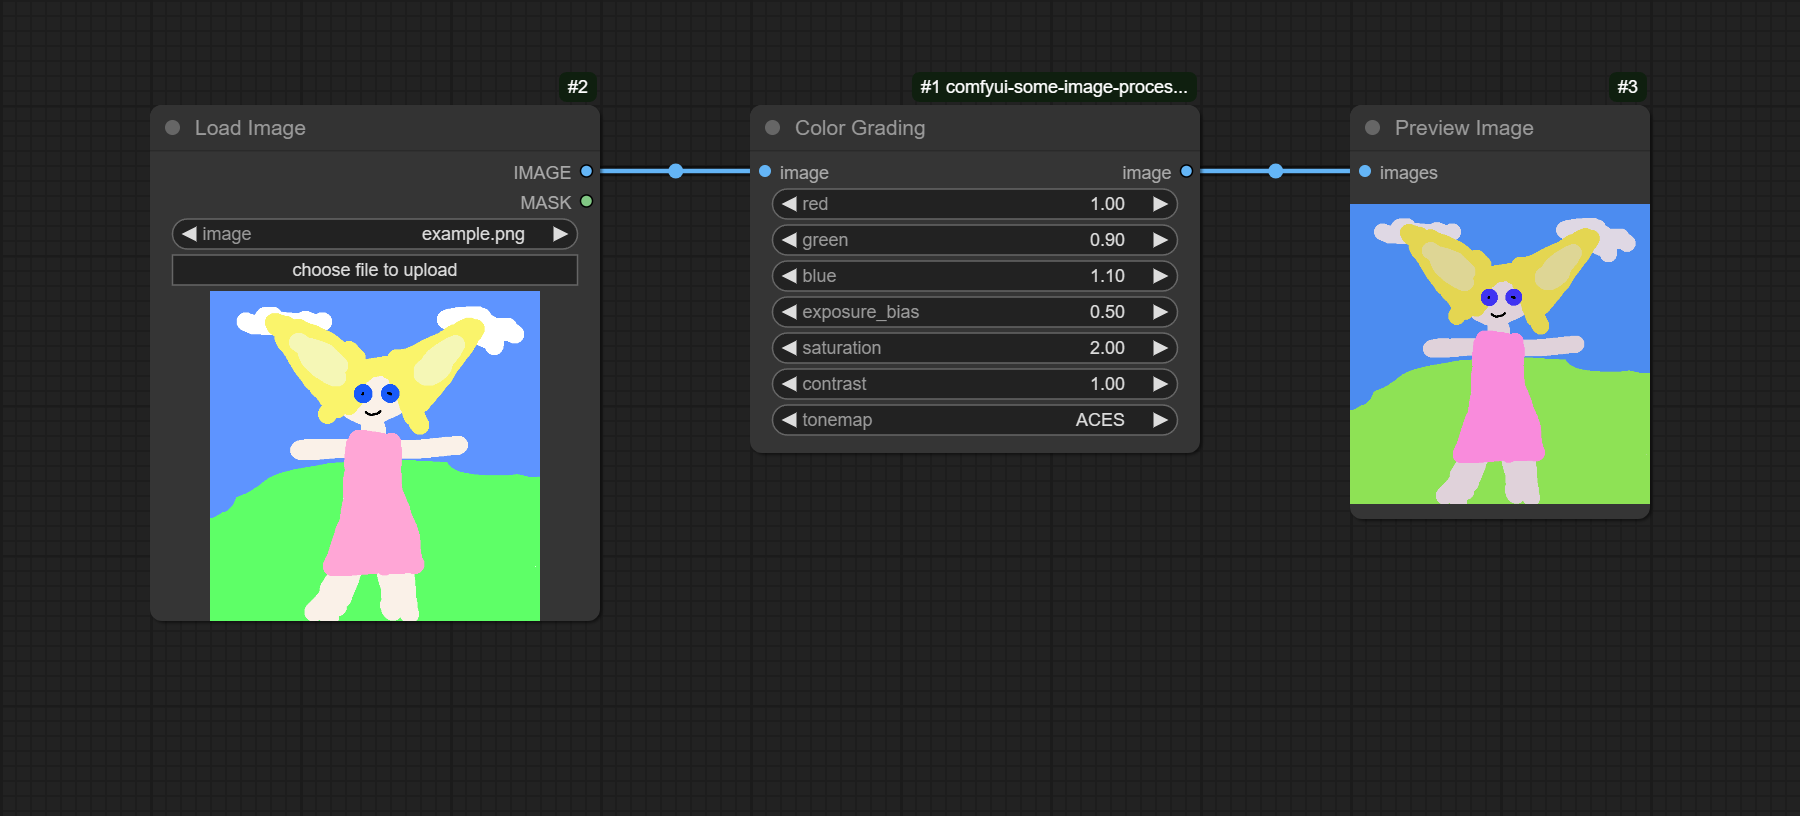 #2
Load Image
IMAGE
MASK
image example.png
choose file to upload
#1 comfyui-some-image-proces...
Color Grading
image image
red 1.00
green 0.90
blue 1.10
exposure_bias 0.50
saturation 2.00
contrast 1.00
tonemap ACES
#3
Preview Image
images